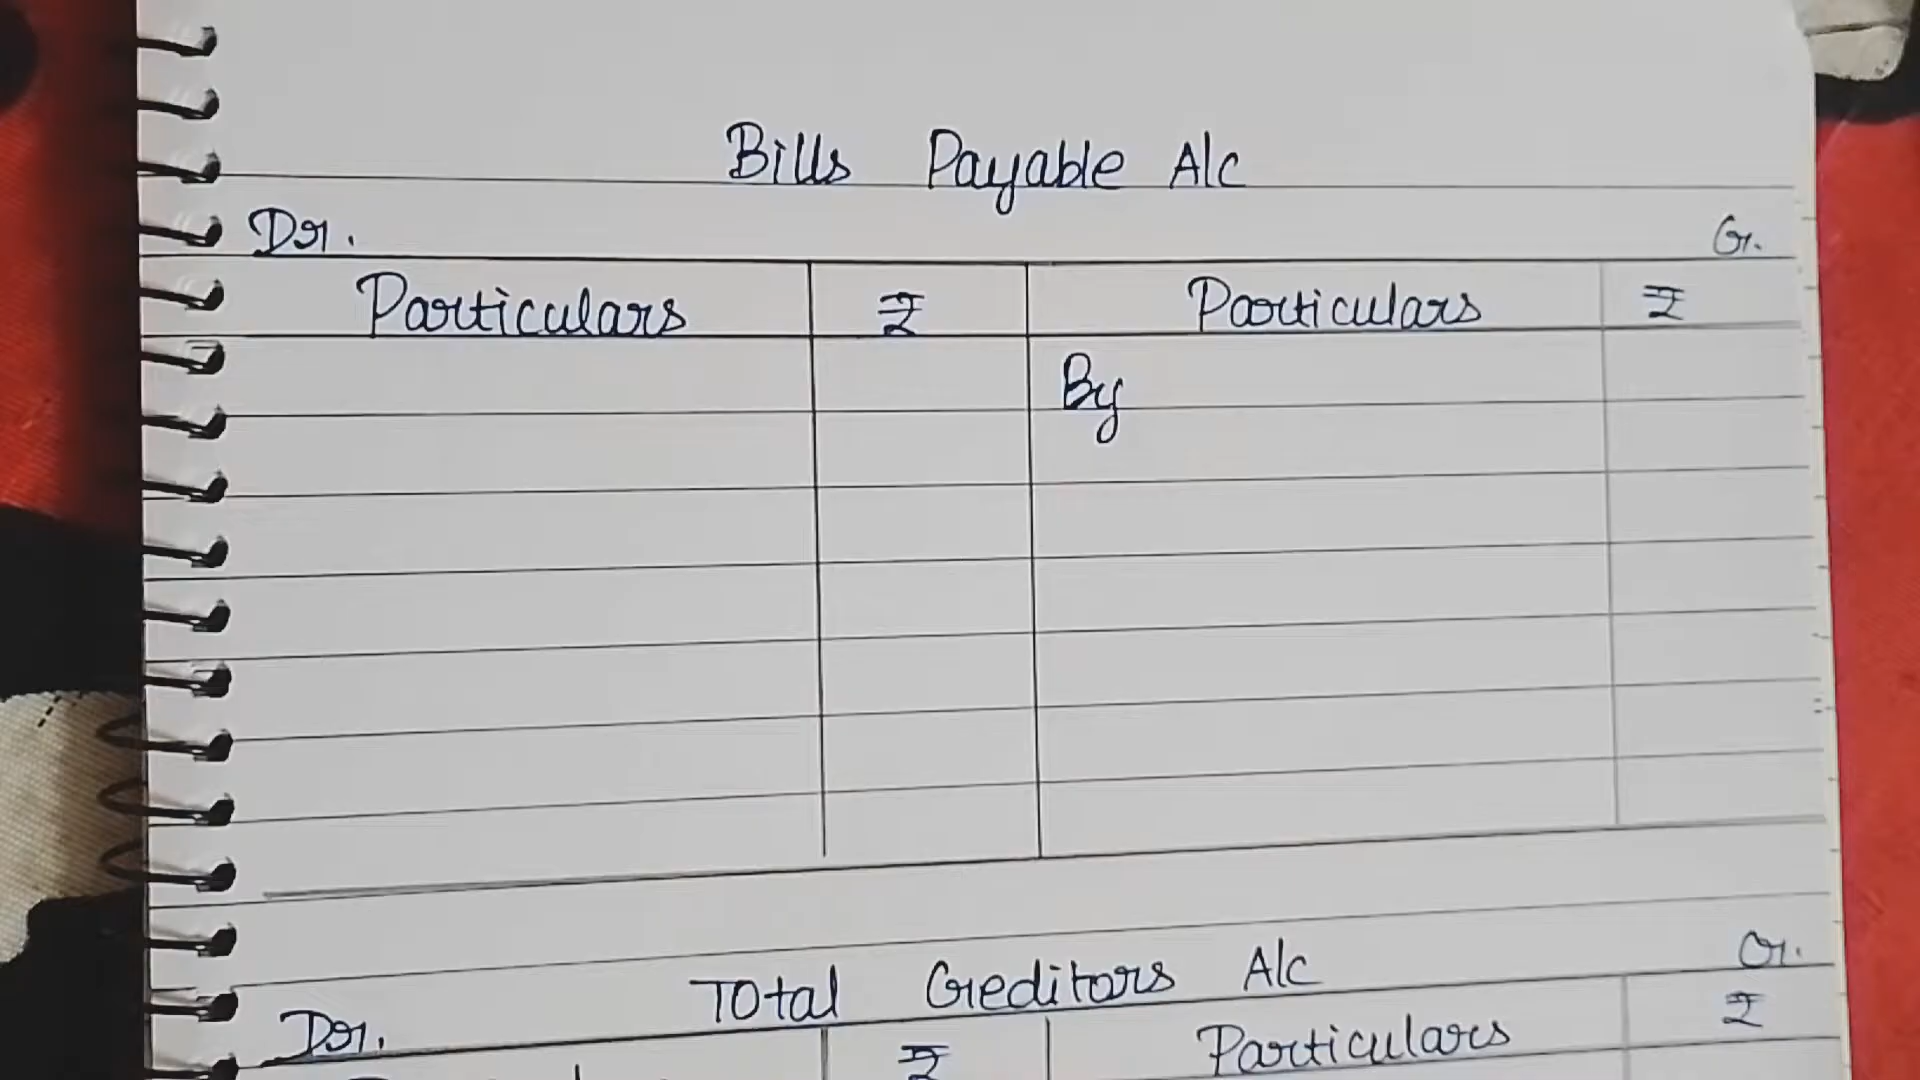 Bills Payable A/c
Dr. Cr.
Particulars ₹ Particulars ₹
By
Total Creditors A/c Cr.
Dr. ₹ Particulars ₹